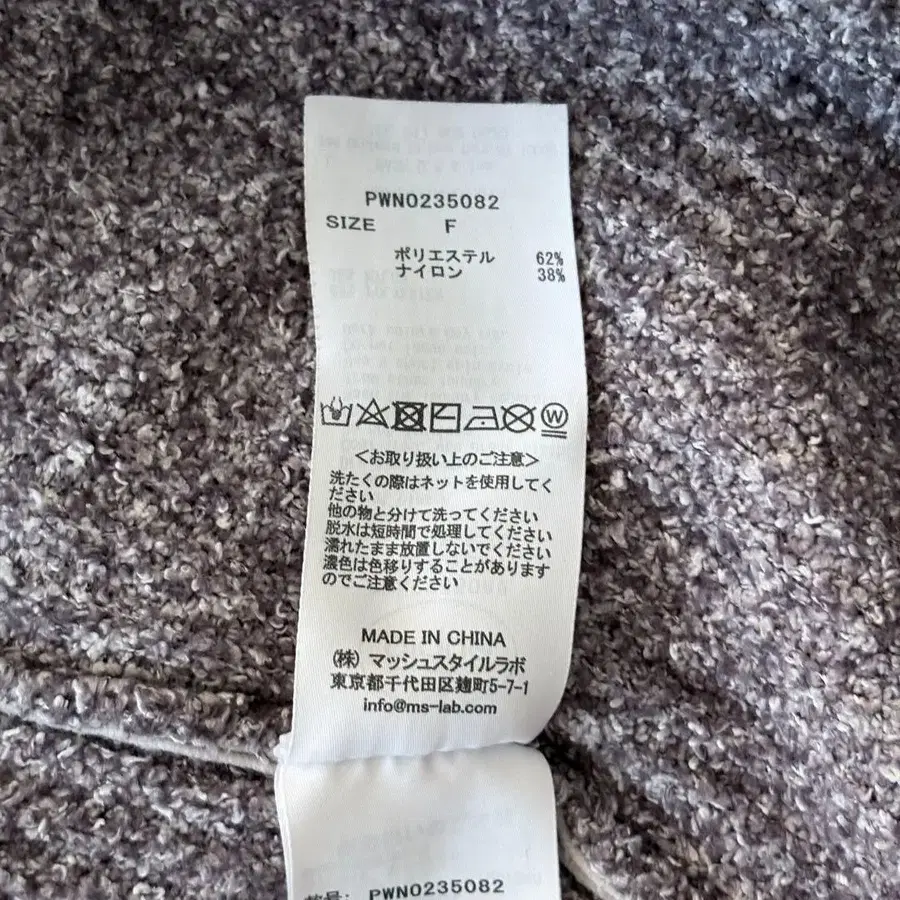 PWN0235082
SIZE F
ポリエステル 62%
ナイロン 38%
W
<お取り扱い上のご注意>
洗たくの際はネットを使用してく
ださい
他の物と分けて洗ってください
脱水は短時間で処理してください
濡れたまま放置しないでください
濃色は色移りすることがあります
のでご注意ください
MADE IN CHINA
(株) マッシュスタイルラボ
東京都千代田区麹町5-7-1
info@ms-lab.com
PWN0235082